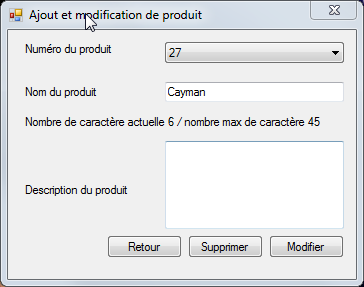 Ajout et modification de produit
Numéro du produit 27
Nom du produit Cayman
Nombre de caractère actuelle 6 / nombre max de caractère 45
Description du produit
Retour Supprimer Modifier